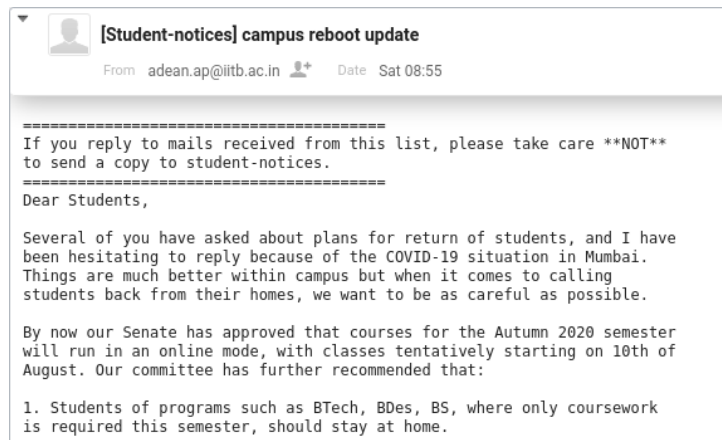 [Student-notices] campus reboot update
From adean.ap@iitb.ac.in Date Sat 08:55
========================================
If you reply to mails received from this list, please take care **NOT**
to send a copy to student-notices.
========================================
Dear Students,
Several of you have asked about plans for return of students, and I have
been hesitating to reply because of the COVID-19 situation in Mumbai.
Things are much better within campus but when it comes to calling
students back from their homes, we want to be as careful as possible.
By now our Senate has approved that courses for the Autumn 2020 semester
will run in an online mode, with classes tentatively starting on 10th of
August. Our committee has further recommended that:
1. Students of programs such as BTech, BDes, BS, where only coursework
is required this semester, should stay at home.